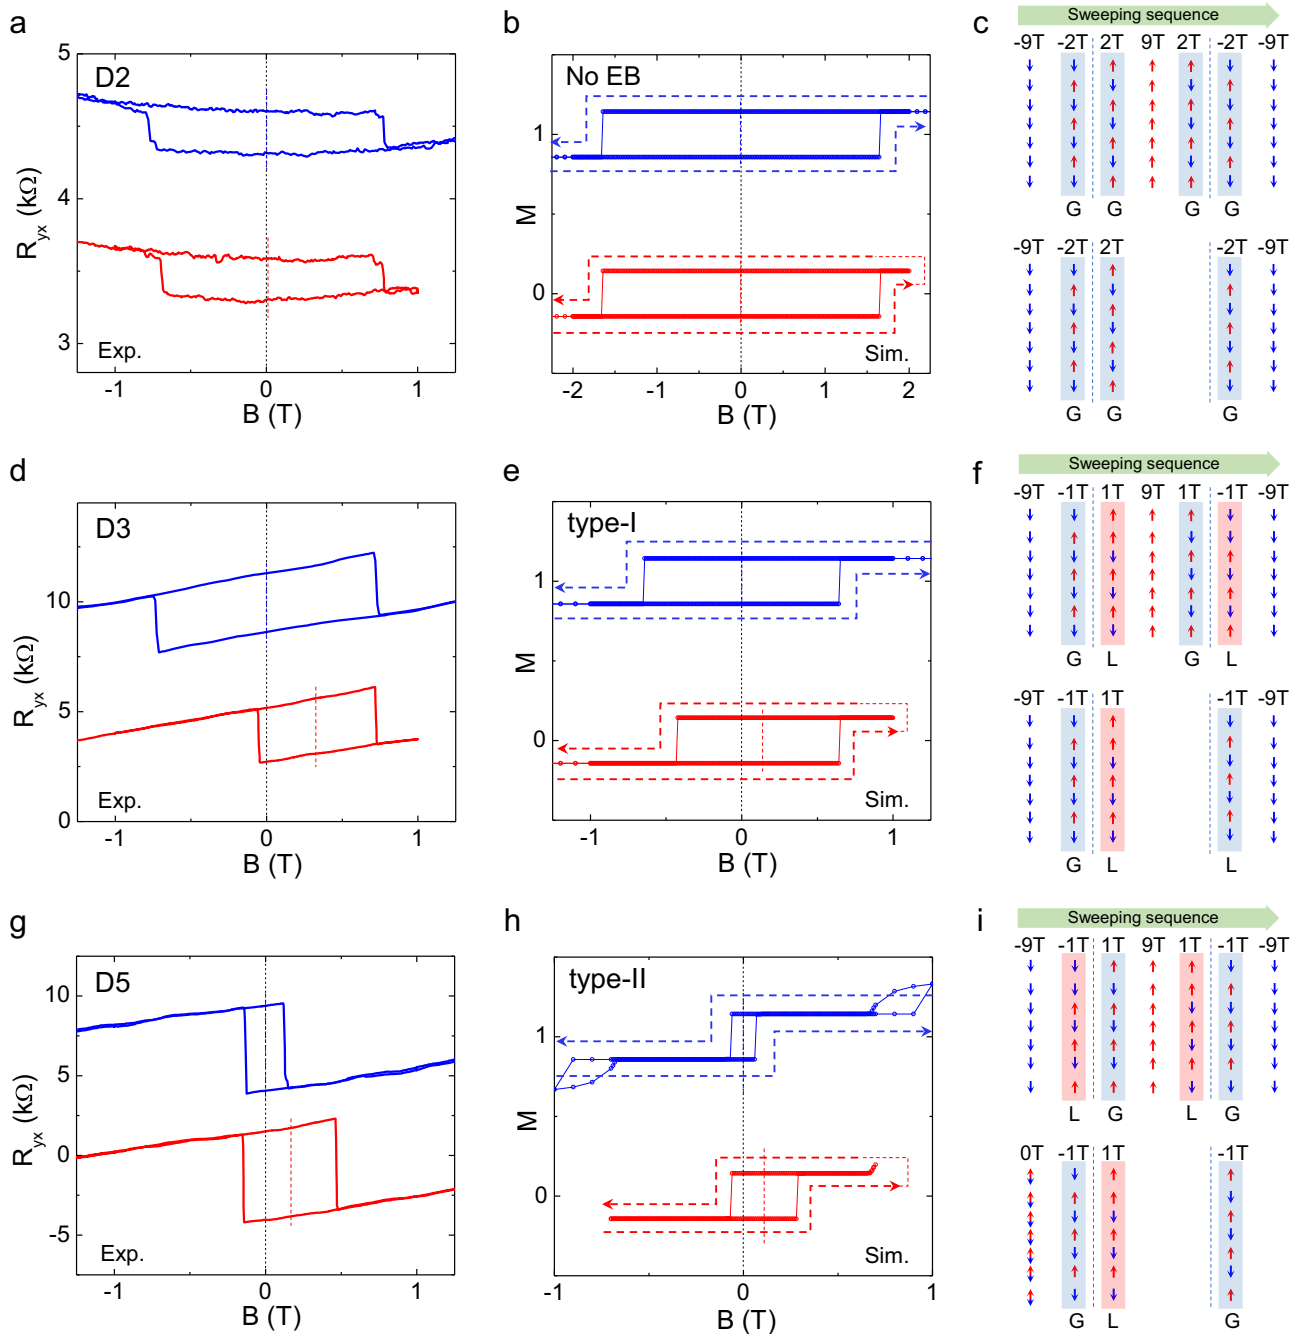 a
D2
5
4
3
R_yx (kΩ)
Exp.
-1 0 1
B (T)
b
No EB
1
0
M
Sim.
-2 -1 0 1 2
B (T)
c
Sweeping sequence
-9T -2T 2T 9T 2T -2T -9T
G G G G
-9T -2T 2T -2T -9T
G G G
d
D3
10
5
0
R_yx (kΩ)
Exp.
-1 0 1
B (T)
e
type-I
1
0
M
Sim.
-1 0 1
B (T)
f
Sweeping sequence
-9T -1T 1T 9T 1T -1T -9T
G L G L
-9T -1T 1T -1T -9T
G L L
g
D5
10
5
0
-5
R_yx (kΩ)
Exp.
-1 0 1
B (T)
h
type-II
1
0
M
Sim.
-1 0 1
B (T)
i
Sweeping sequence
-9T -1T 1T 9T 1T -1T -9T
L G L G
0T -1T 1T -1T
G L G